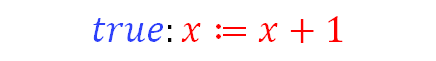 true: x := x + 1